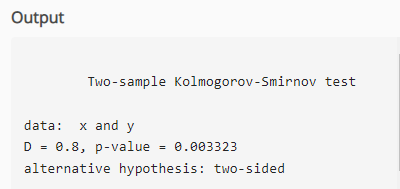 Output
Two-sample Kolmogorov-Smirnov test
data:  x and y
D = 0.8, p-value = 0.003323
alternative hypothesis: two-sided